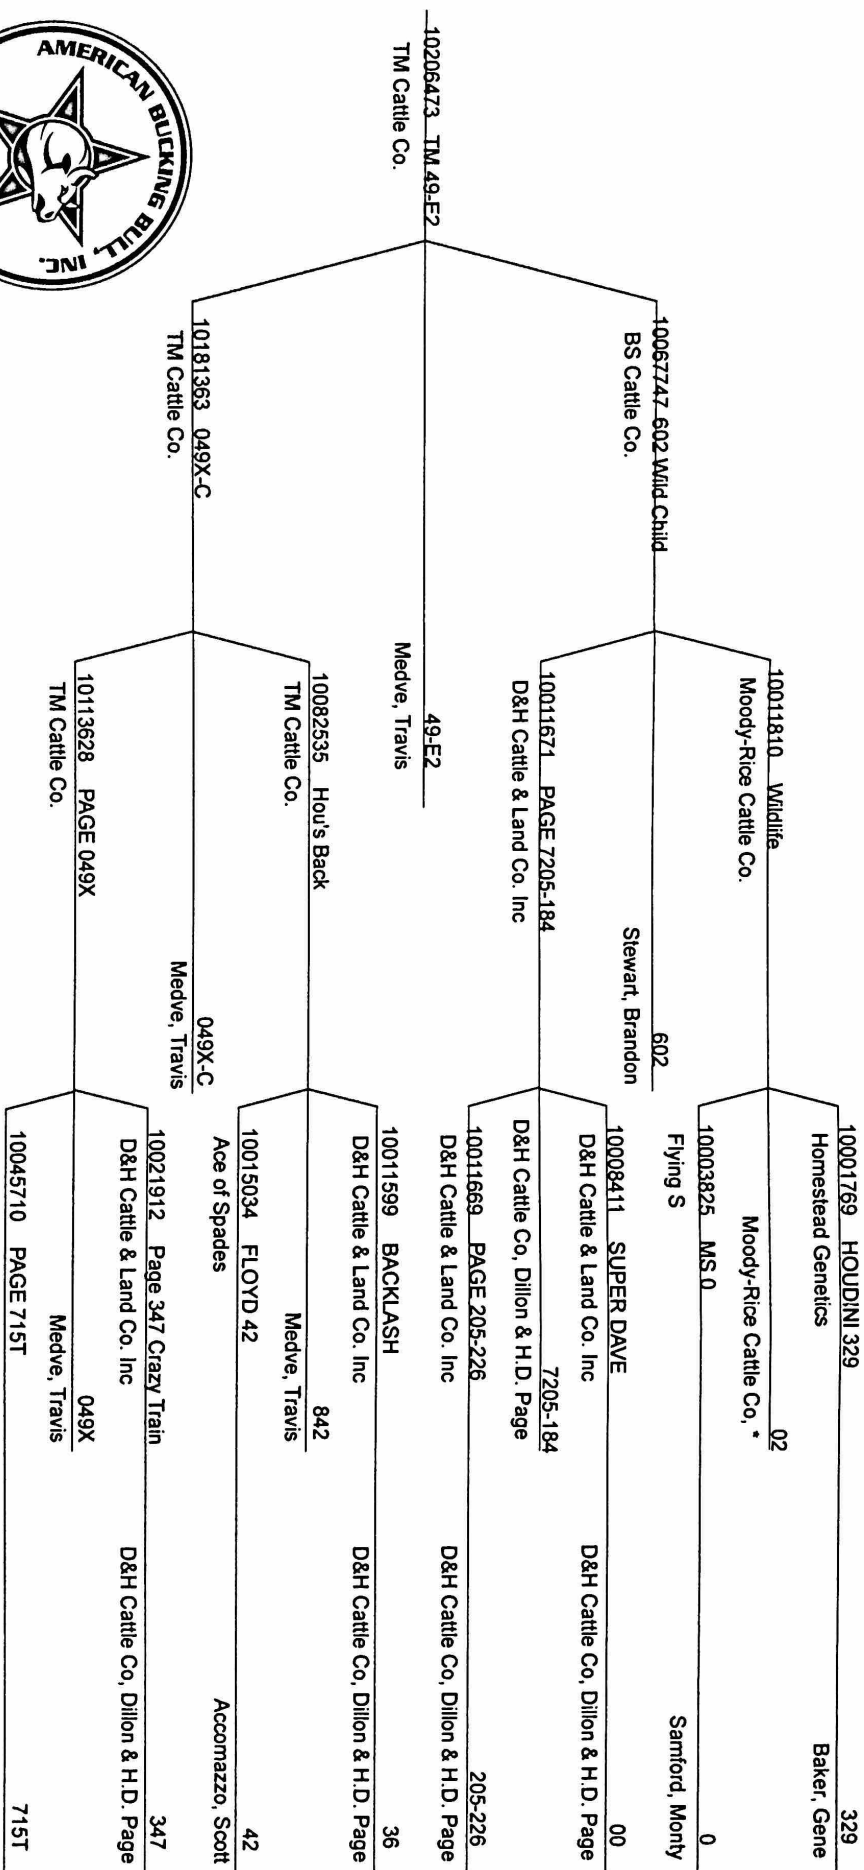 AMERICAN BUCKING BULL, INC.
10206473 TM 49-E2
TM Cattle Co.
49-E2
Medve, Travis
10067747 602 Wild Child
BS Cattle Co.
602
Stewart, Brandon
10181363 049X-C
TM Cattle Co.
049X-C
Medve, Travis
10011810 Wildlife
Moody-Rice Cattle Co.
02
Moody-Rice Cattle Co, *
10011671 PAGE 7205-184
D&H Cattle & Land Co. Inc
7205-184
D&H Cattle Co, Dillon & H.D. Page
10082535 Hou's Back
TM Cattle Co.
842
Medve, Travis
10113628 PAGE 049X
TM Cattle Co.
049X
Medve, Travis
10001769 HOUDINI 329
Homestead Genetics
329
Baker, Gene
10003825 MS 0
Flying S
0
Samford, Monty
10008411 SUPER DAVE
D&H Cattle & Land Co. Inc
00
D&H Cattle Co, Dillon & H.D. Page
10011669 PAGE 205-226
D&H Cattle & Land Co. Inc
205-226
D&H Cattle Co, Dillon & H.D. Page
10011599 BACKLASH
D&H Cattle & Land Co. Inc
36
D&H Cattle Co, Dillon & H.D. Page
10015034 FLOYD 42
Ace of Spades
42
Accomazzo, Scott
10021912 Page 347 Crazy Train
D&H Cattle & Land Co. Inc
347
D&H Cattle Co, Dillon & H.D. Page
10045710 PAGE 715T
715T